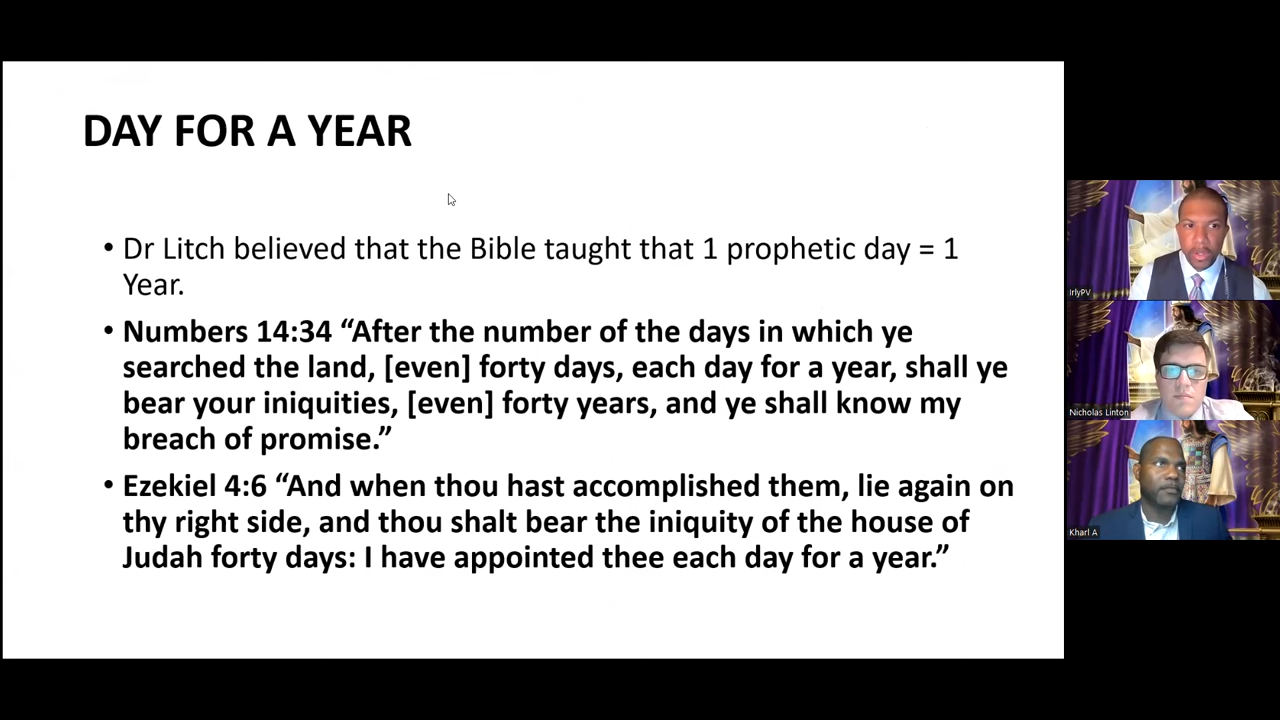 DAY FOR A YEAR
• Dr Litch believed that the Bible taught that 1 prophetic day = 1
Year.
• Numbers 14:34 “After the number of the days in which ye
searched the land, [even] forty days, each day for a year, shall ye
bear your iniquities, [even] forty years, and ye shall know my
breach of promise.”
• Ezekiel 4:6 “And when thou hast accomplished them, lie again on
thy right side, and thou shalt bear the iniquity of the house of
Judah forty days: I have appointed thee each day for a year.”
IrlyPV
Nicholas Linton
Kharl A